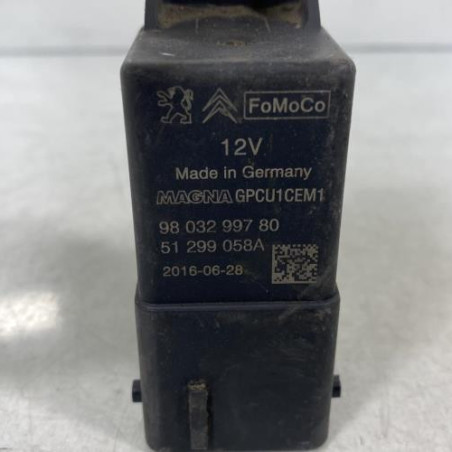 FoMoCo
12V
Made in Germany
MAGNA GPCU1CEM1
98 032 997 80
51 299 058A
2016-06-28